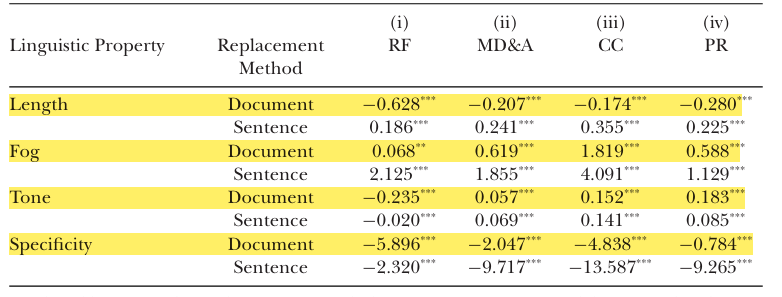 (i) (ii) (iii) (iv)
Linguistic Property Replacement RF MD&A CC PR
Method
Length Document −0.628*** −0.207*** −0.174*** −0.280***
Sentence 0.186*** 0.241*** 0.355*** 0.225***
Fog Document 0.068** 0.619*** 1.819*** 0.588***
Sentence 2.125*** 1.855*** 4.091*** 1.129***
Tone Document −0.235*** 0.057*** 0.152*** 0.183***
Sentence −0.020*** 0.069*** 0.141*** 0.085***
Specificity Document −5.896*** −2.047*** −4.838*** −0.784***
Sentence −2.320*** −9.717*** −13.587*** −9.265***